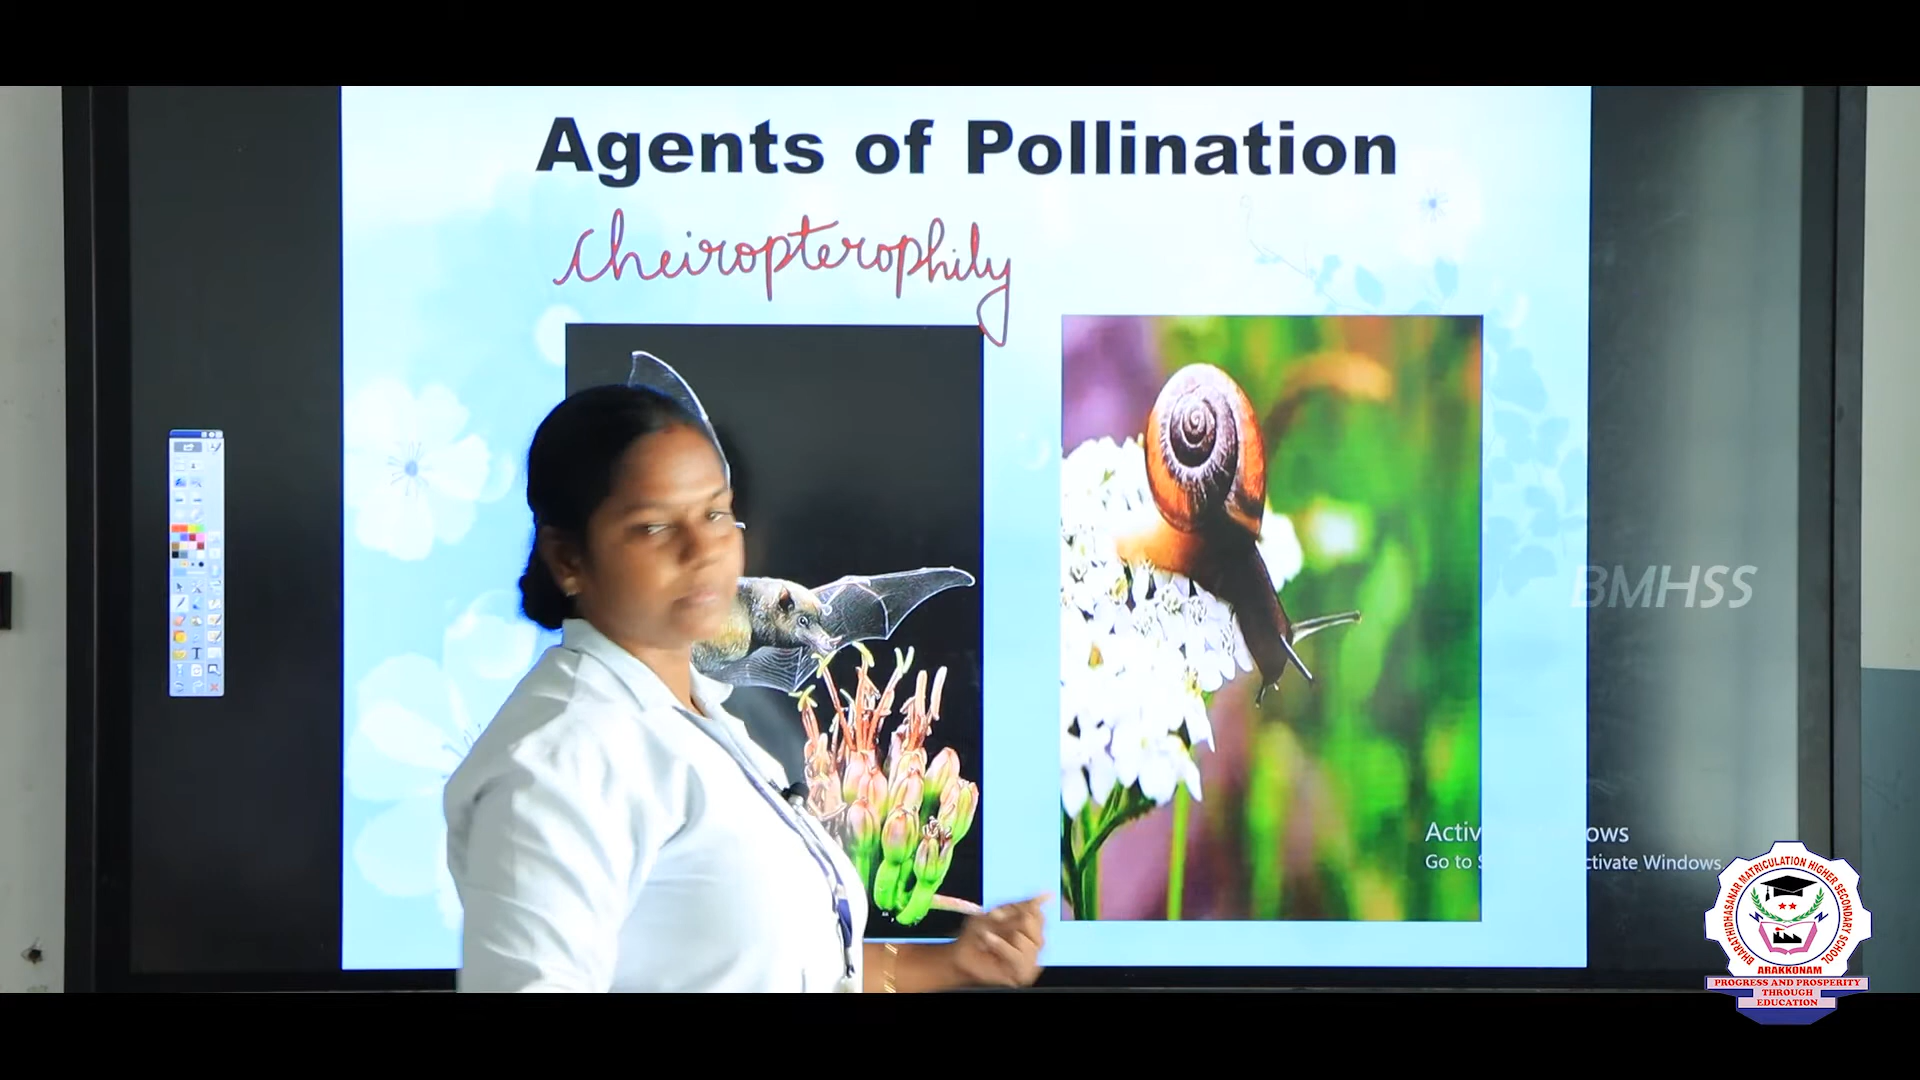 Agents of Pollination
cheiropterophily
BMHSS
Activ ows
Go to S ctivate Windows
BHARATHIDHASANAR MATRICULATION HIGHER SECONDARY SCHOOL
ARAKKONAM
PROGRESS AND PROSPERITY
THROUGH
EDUCATION